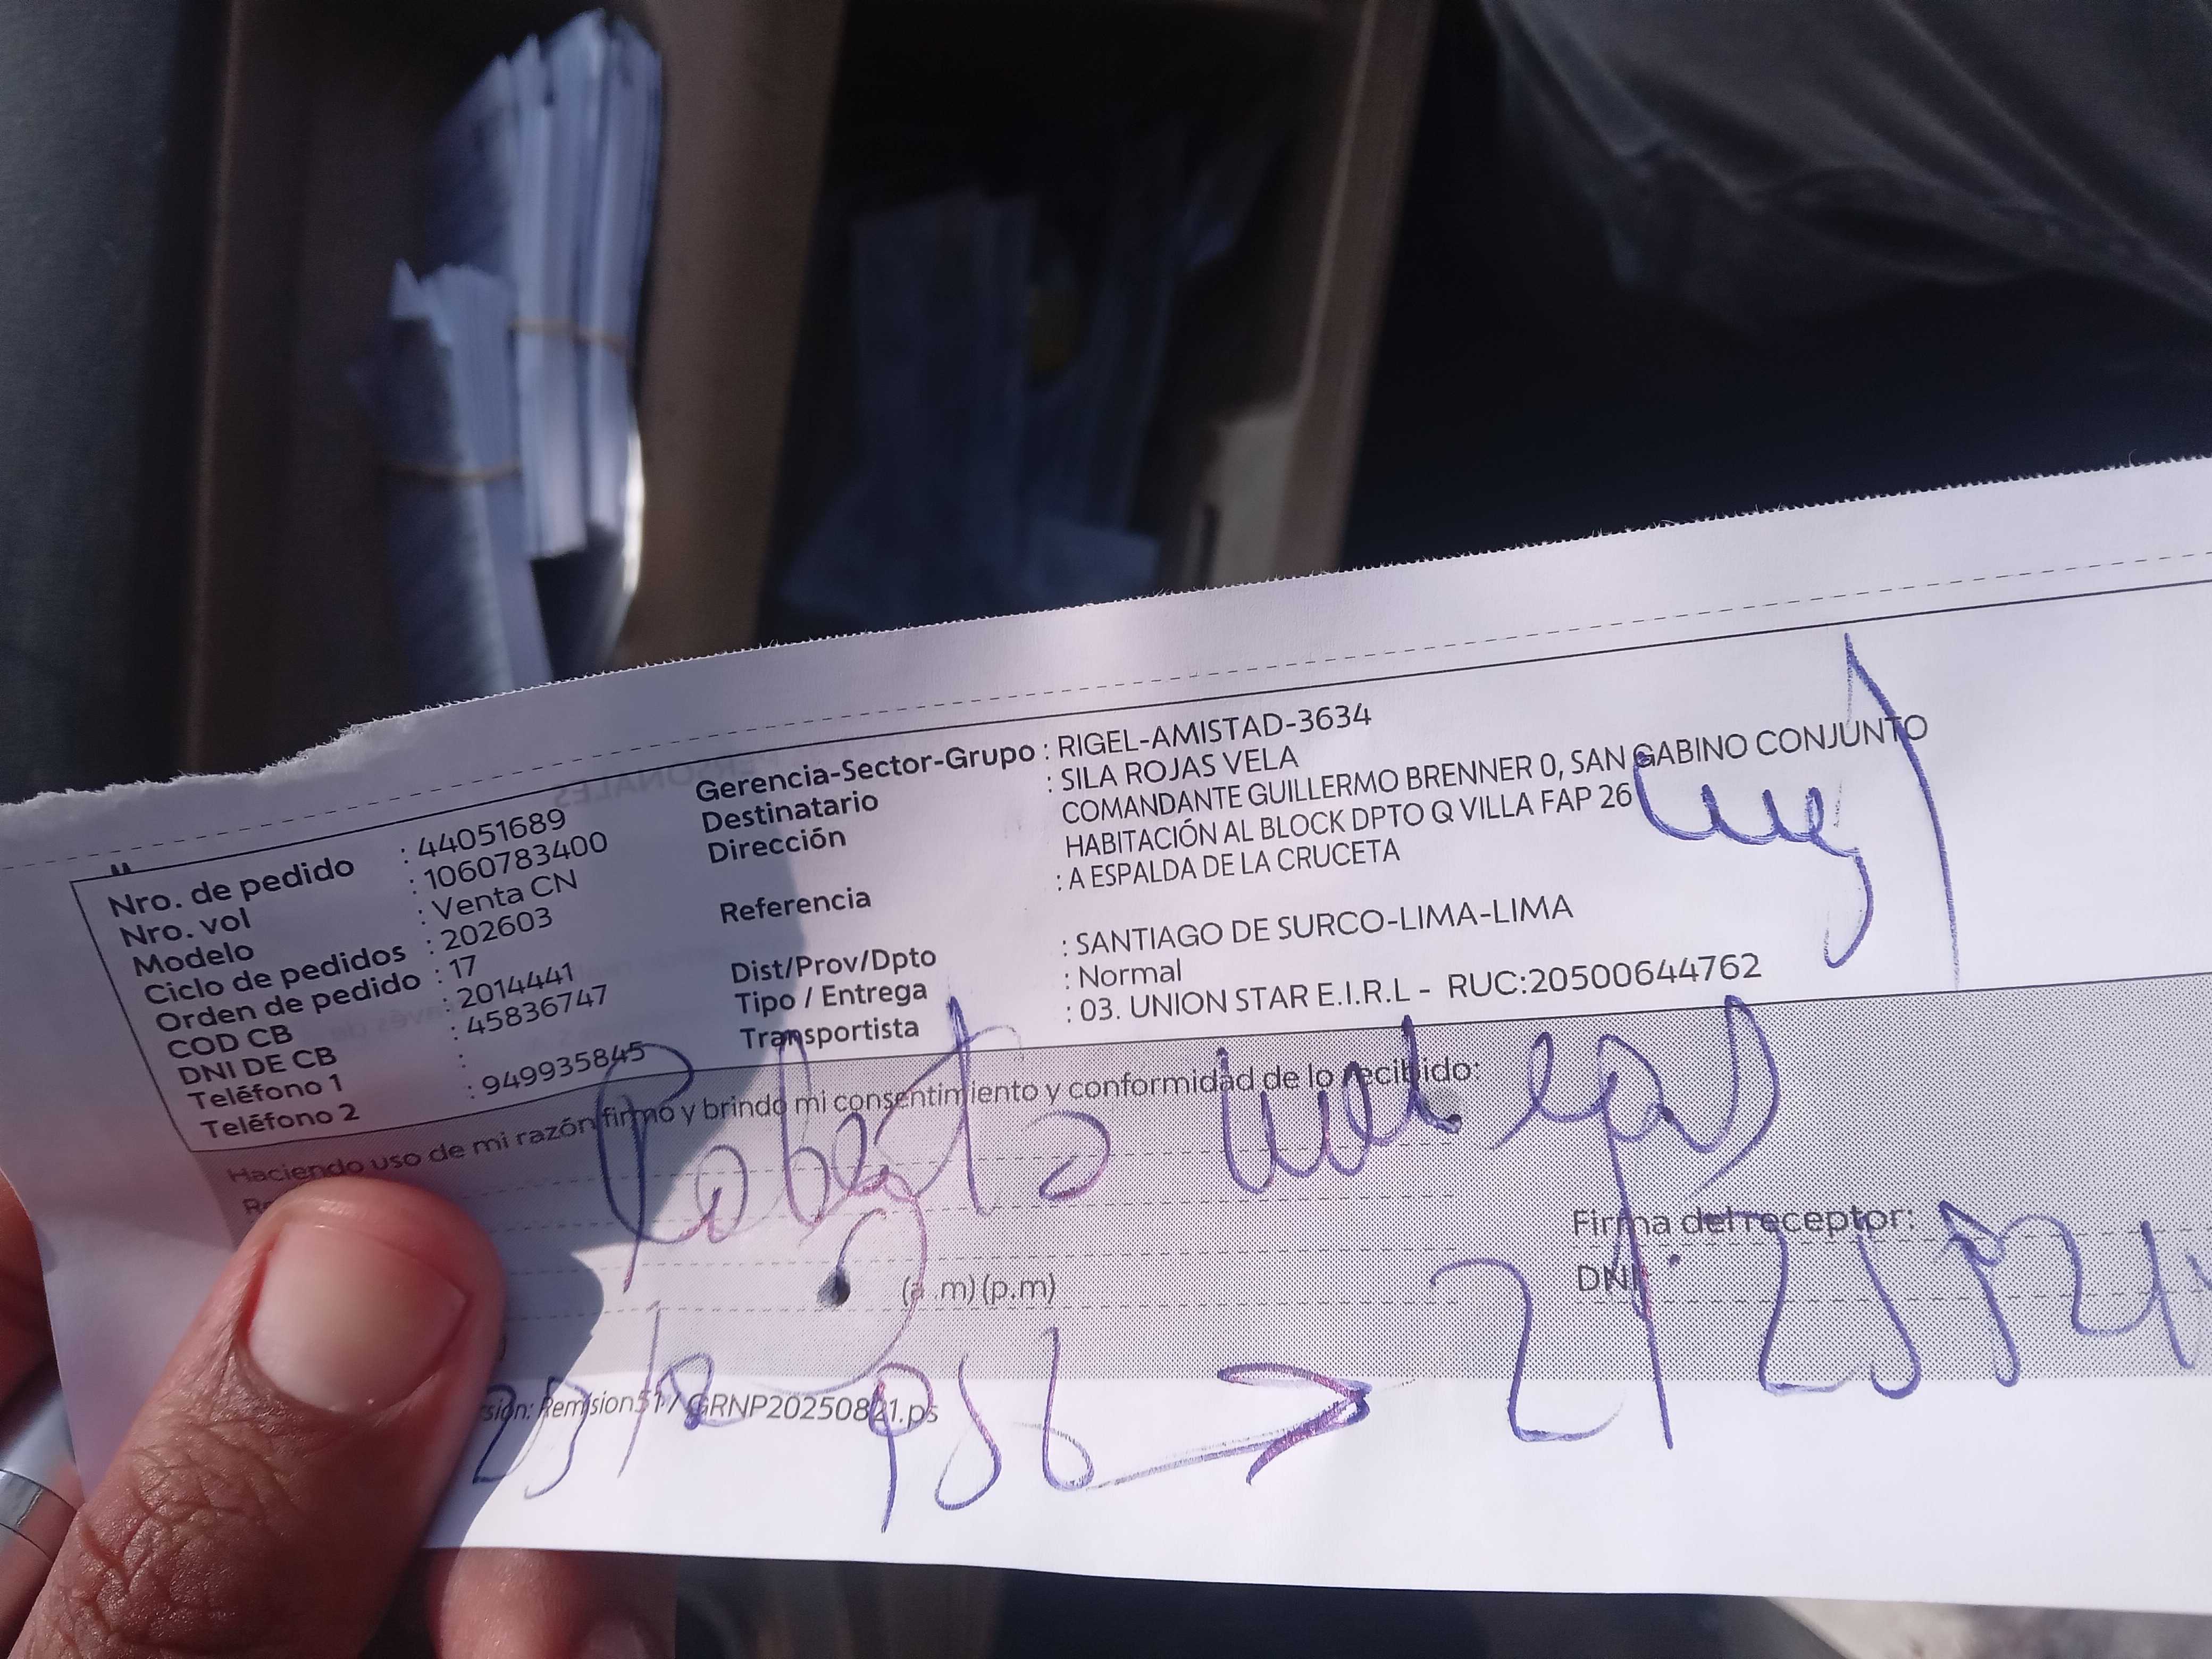 Nro. de pedido : 44051689
Nro. vol : 1060783400
Modelo : Venta CN
Ciclo de pedidos : 202603
Orden de pedido : 17
COD CB : 2014441
DNI DE CB : 45836747
Teléfono 1 :
Teléfono 2 : 949935845
Gerencia-Sector-Grupo : RIGEL-AMISTAD-3634
Destinatario : SILA ROJAS VELA
Dirección : COMANDANTE GUILLERMO BRENNER 0, SAN GABINO CONJUNTO
HABITACIÓN AL BLOCK DPTO Q VILLA FAP 26
Referencia : A ESPALDA DE LA CRUCETA
Dist/Prov/Dpto : SANTIAGO DE SURCO-LIMA-LIMA
Tipo / Entrega : Normal
Transportista : 03. UNION STAR E.I.R.L - RUC:20500644762
Haciendo uso de mi razón firmo y brindo mi consentimiento y conformidad de lo recibido:
Roberto
Firma del receptor:
(a.m) (p.m)
DNI
Remision51 / GRNP20250821.ps